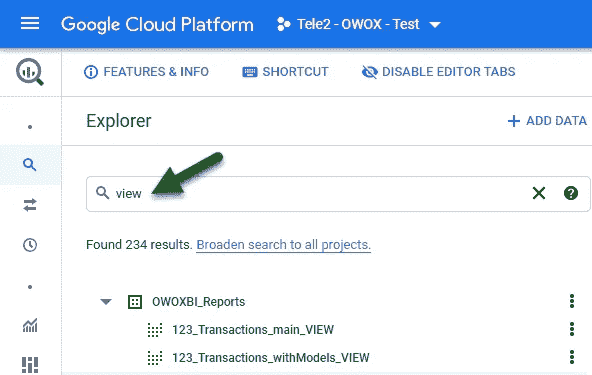 Google Cloud Platform Tele2 - OWOX - Test
FEATURES & INFO SHORTCUT DISABLE EDITOR TABS
Explorer + ADD DATA
view
Found 234 results. Broaden search to all projects.
OWOXBI_Reports
123_Transactions_main_VIEW
123_Transactions_withModels_VIEW